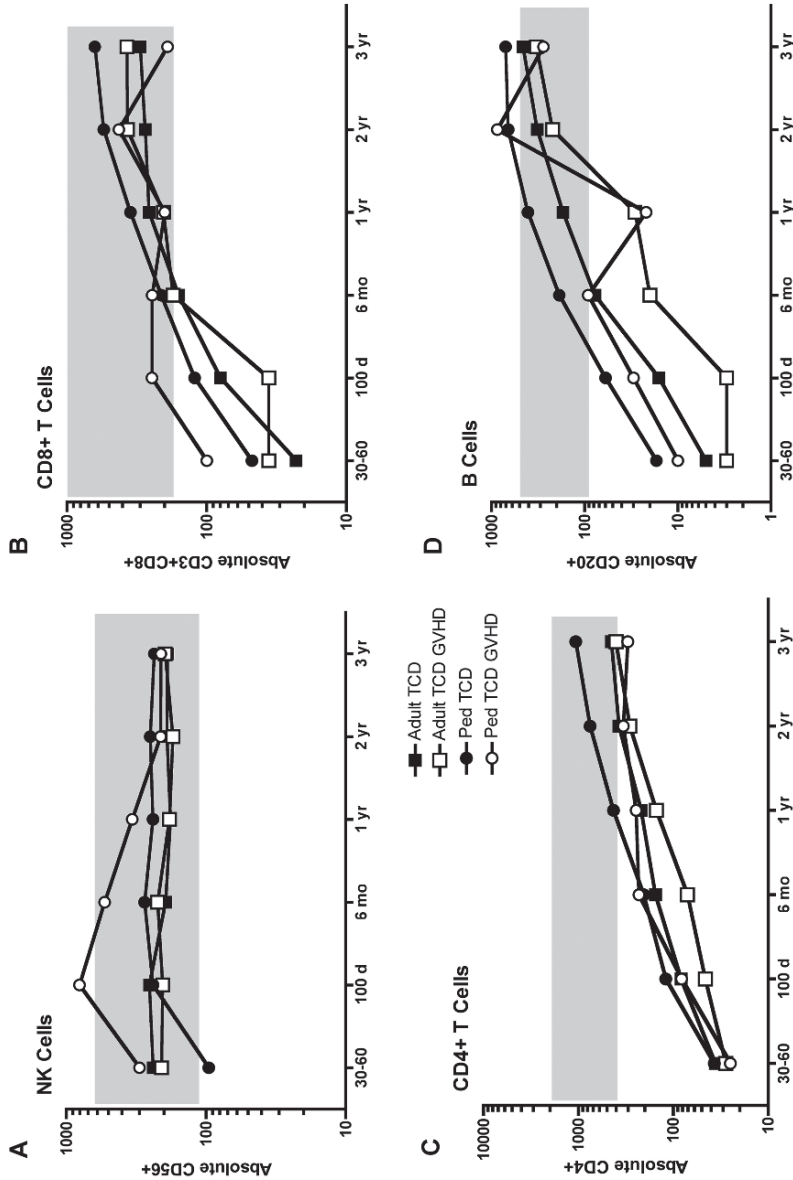 A
NK Cells
Absolute CD56+
1000
100
10
30-60
100 d
6 mo
1 yr
2 yr
3 yr
B
CD8+ T Cells
Absolute CD3+CD8+
1000
100
10
30-60
100 d
6 mo
1 yr
2 yr
3 yr
C
CD4+ T Cells
Absolute CD4+
10000
1000
100
10
30-60
100 d
6 mo
1 yr
2 yr
3 yr
Adult TCD
Adult TCD GVHD
Ped TCD
Ped TCD GVHD
D
B Cells
Absolute CD20+
1000
100
10
1
30-60
100 d
6 mo
1 yr
2 yr
3 yr